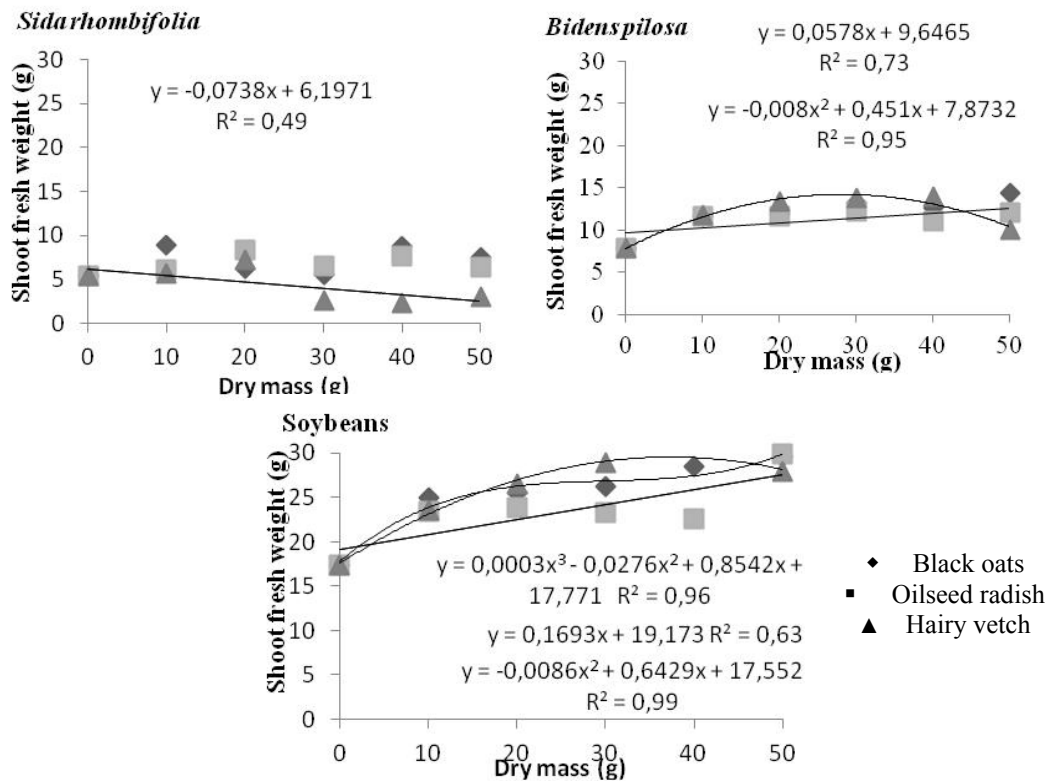 Sida rhombifolia
Shoot fresh weight (g)
30
25
20
15
10
5
0
y = -0,0738x + 6,1971
R² = 0,49
0 10 20 30 40 50
Dry mass (g)
Bidens pilosa
Shoot fresh weight (g)
30
25
20
15
10
5
0
y = 0,0578x + 9,6465
R² = 0,73
y = -0,008x² + 0,451x + 7,8732
R² = 0,95
0 10 20 30 40 50
Dry mass (g)
Soybeans
Shoot fresh weight (g)
30
25
20
15
10
5
0
y = 0,0003x³ - 0,0276x² + 0,8542x +
17,771 R² = 0,96
y = 0,1693x + 19,173 R² = 0,63
y = -0,0086x² + 0,6429x + 17,552
R² = 0,99
0 10 20 30 40 50
Dry mass (g)
Black oats
Oilseed radish
Hairy vetch